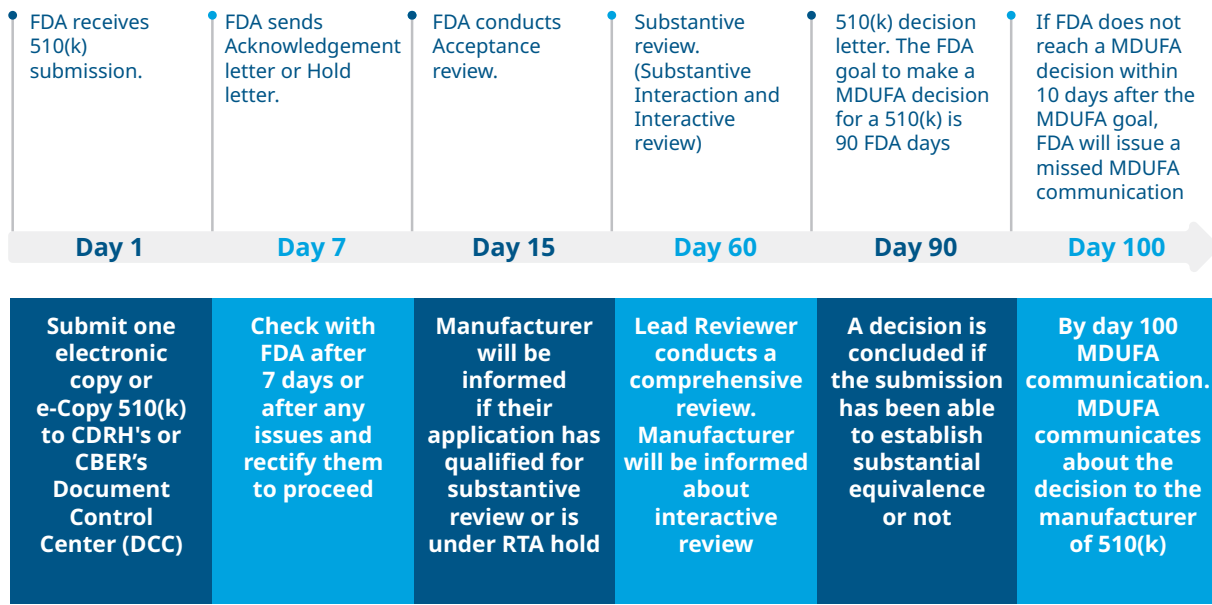 FDA receives
510(k)
submission.
FDA sends
Acknowledgement
letter or Hold
letter.
FDA conducts
Acceptance
review.
Substantive
review.
(Substantive
Interaction and
Interactive
review)
510(k) decision
letter. The FDA
goal to make a
MDUFA decision
for a 510(k) is
90 FDA days
If FDA does not
reach a MDUFA
decision within
10 days after the
MDUFA goal,
FDA will issue a
missed MDUFA
communication
Day 1
Day 7
Day 15
Day 60
Day 90
Day 100
Submit one
electronic
copy or
e-Copy 510(k)
to CDRH's or
CBER’s
Document
Control
Center (DCC)
Check with
FDA after
7 days or
after any
issues and
rectify them
to proceed
Manufacturer
will be
informed
if their
application has
qualified for
substantive
review or is
under RTA hold
Lead Reviewer
conducts a
comprehensive
review.
Manufacturer
will be informed
about
interactive
review
A decision is
concluded if
the submission
has been able
to establish
substantial
equivalence
or not
By day 100
MDUFA
communication.
MDUFA
communicates
about the
decision to the
manufacturer
of 510(k)